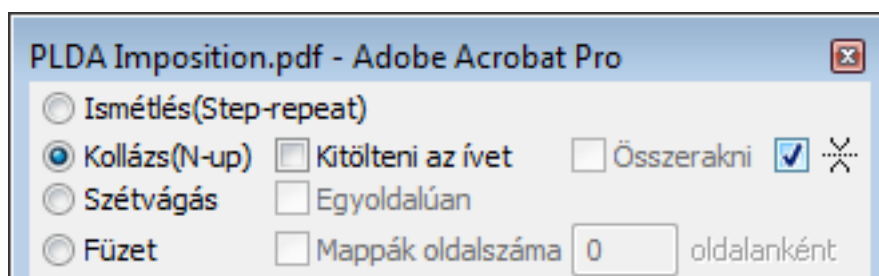 PLDA Imposition.pdf - Adobe Acrobat Pro
Ismétlés(Step-repeat)
Kollázs(N-up) Kitölteni az ívet Összerakni
Szétvágás Egyoldalúan
Füzet Mappák oldalszáma 0 oldalanként